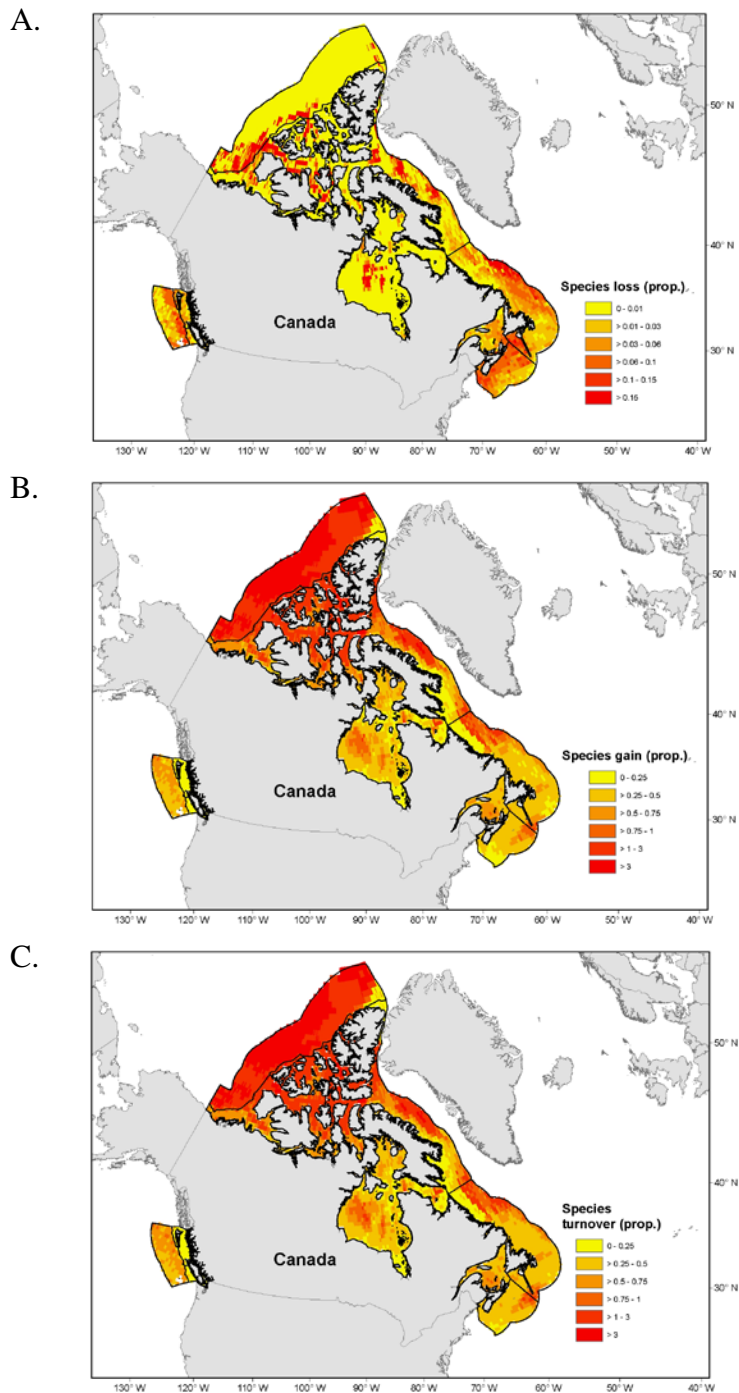 A.
50° N
40° N
30° N
Canada
Species loss (prop.)
0 - 0.01
> 0.01 - 0.03
> 0.03 - 0.06
> 0.06 - 0.1
> 0.1 - 0.15
> 0.15
130° W 120° W 110° W 100° W 90° W 80° W 70° W 60° W 50° W 40° W
B.
50° N
40° N
30° N
Canada
Species gain (prop.)
0 - 0.25
> 0.25 - 0.5
> 0.5 - 0.75
> 0.75 - 1
> 1 - 3
> 3
130° W 120° W 110° W 100° W 90° W 80° W 70° W 60° W 50° W 40° W
C.
50° N
40° N
30° N
Canada
Species
turnover (prop.)
0 - 0.25
> 0.25 - 0.5
> 0.5 - 0.75
> 0.75 - 1
> 1 - 3
> 3
130° W 120° W 110° W 100° W 90° W 80° W 70° W 60° W 50° W 40° W